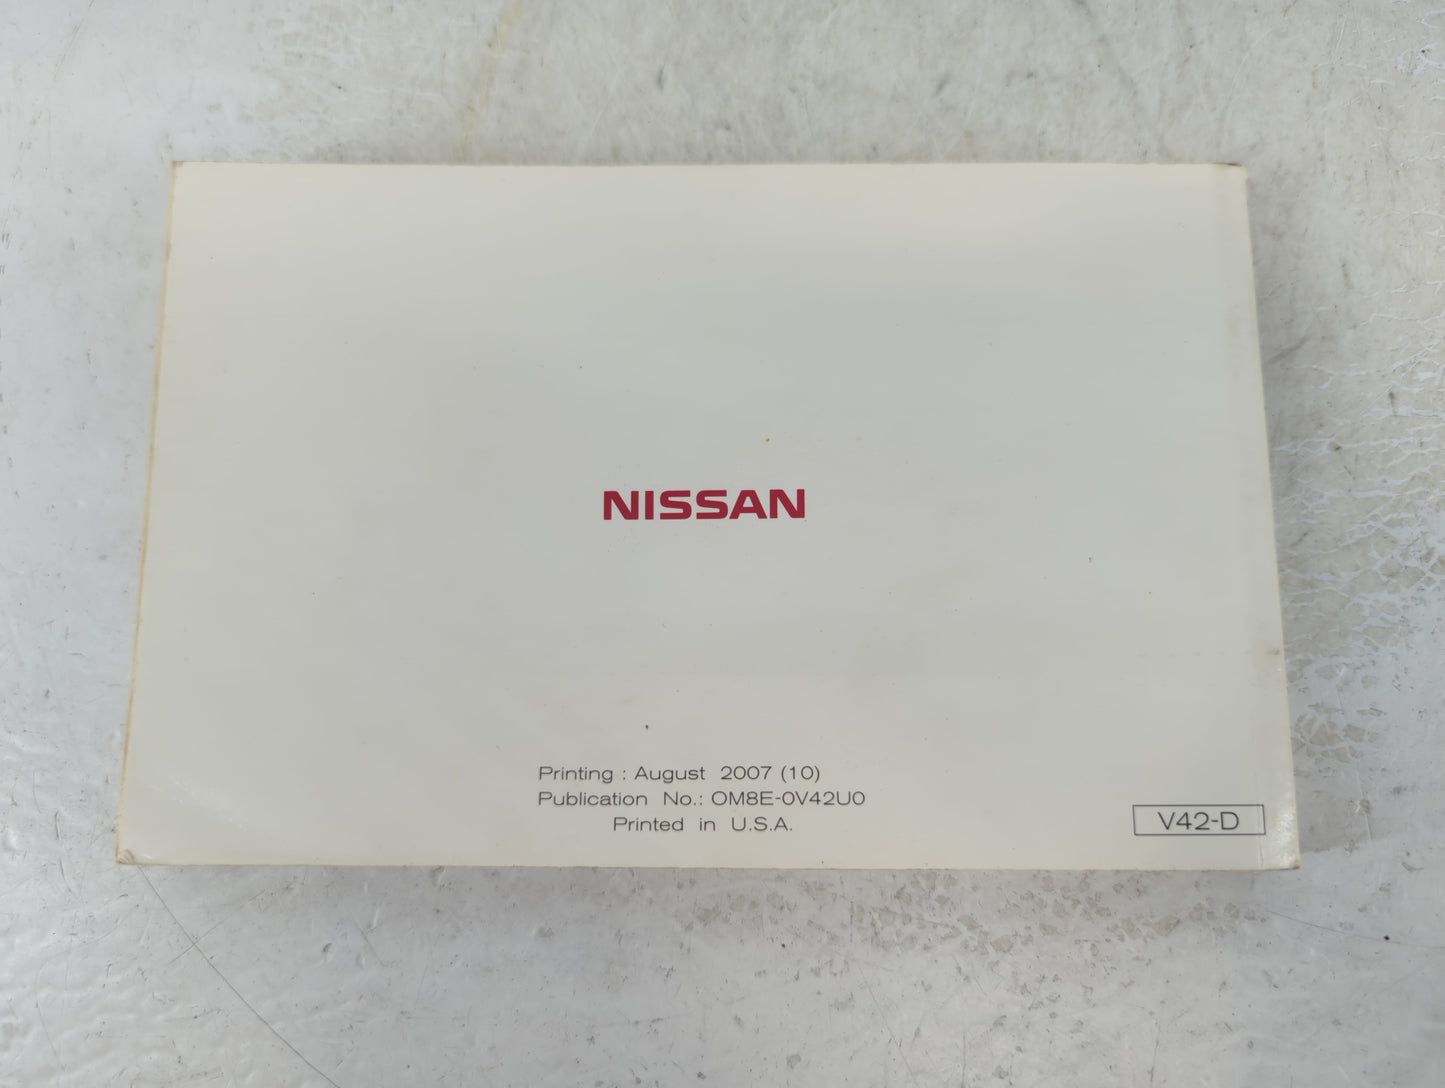 NISSAN
Printing : August 2007 (10)
Publication No.: OM8E-0V42U0
Printed in U.S.A.
V42-D